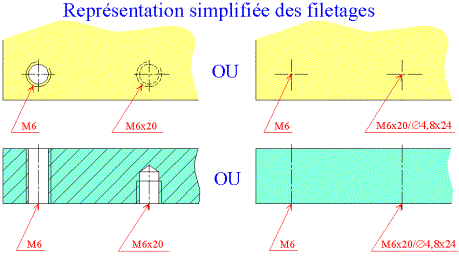 Représentation simplifiée des filetages
OU
M6
M6x20
M6
M6x20/∅4,8x24
OU
M6
M6x20
M6
M6x20/∅4,8x24